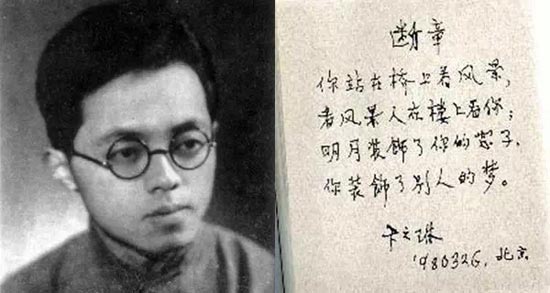 断章
你站在桥上看风景,
看风景人在楼上看你;
明月装饰了你的窗子,
你装饰了别人的梦。
卞之琳
1980326, 北京